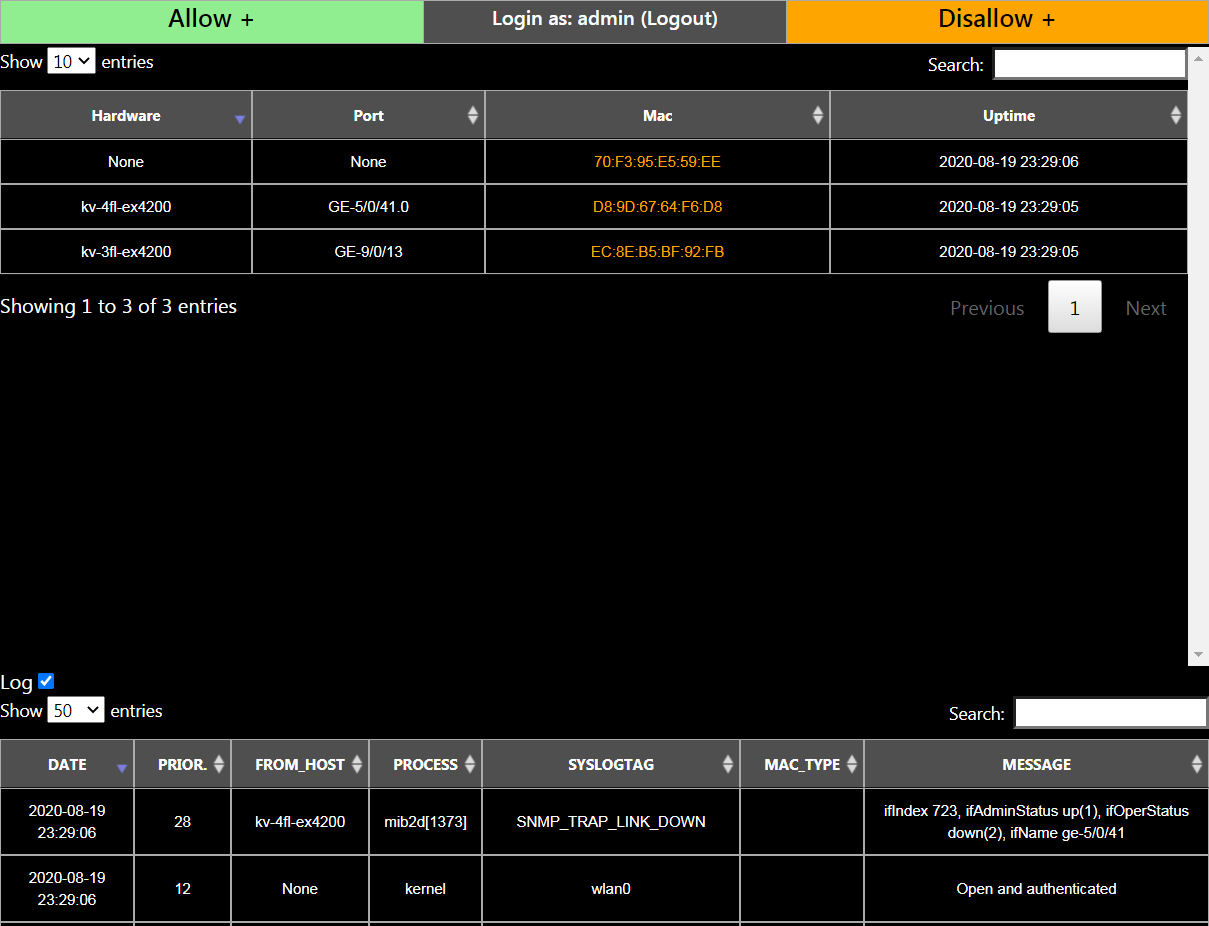 Allow + Login as: admin (Logout) Disallow +
Show 10 entries Search:
Hardware Port Mac Uptime
None None 70:F3:95:E5:59:EE 2020-08-19 23:29:06
kv-4fl-ex4200 GE-5/0/41.0 D8:9D:67:64:F6:D8 2020-08-19 23:29:05
kv-3fl-ex4200 GE-9/0/13 EC:8E:B5:BF:92:FB 2020-08-19 23:29:05
Showing 1 to 3 of 3 entries Previous 1 Next
Log
Show 50 entries Search:
DATE PRIOR. FROM_HOST PROCESS SYSLOGTAG MAC_TYPE MESSAGE
2020-08-19
23:29:06 28 kv-4fl-ex4200 mib2d[1373] SNMP_TRAP_LINK_DOWN ifIndex 723, ifAdminStatus up(1), ifOperStatus
down(2), ifName ge-5/0/41
2020-08-19
23:29:06 12 None kernel wlan0 Open and authenticated